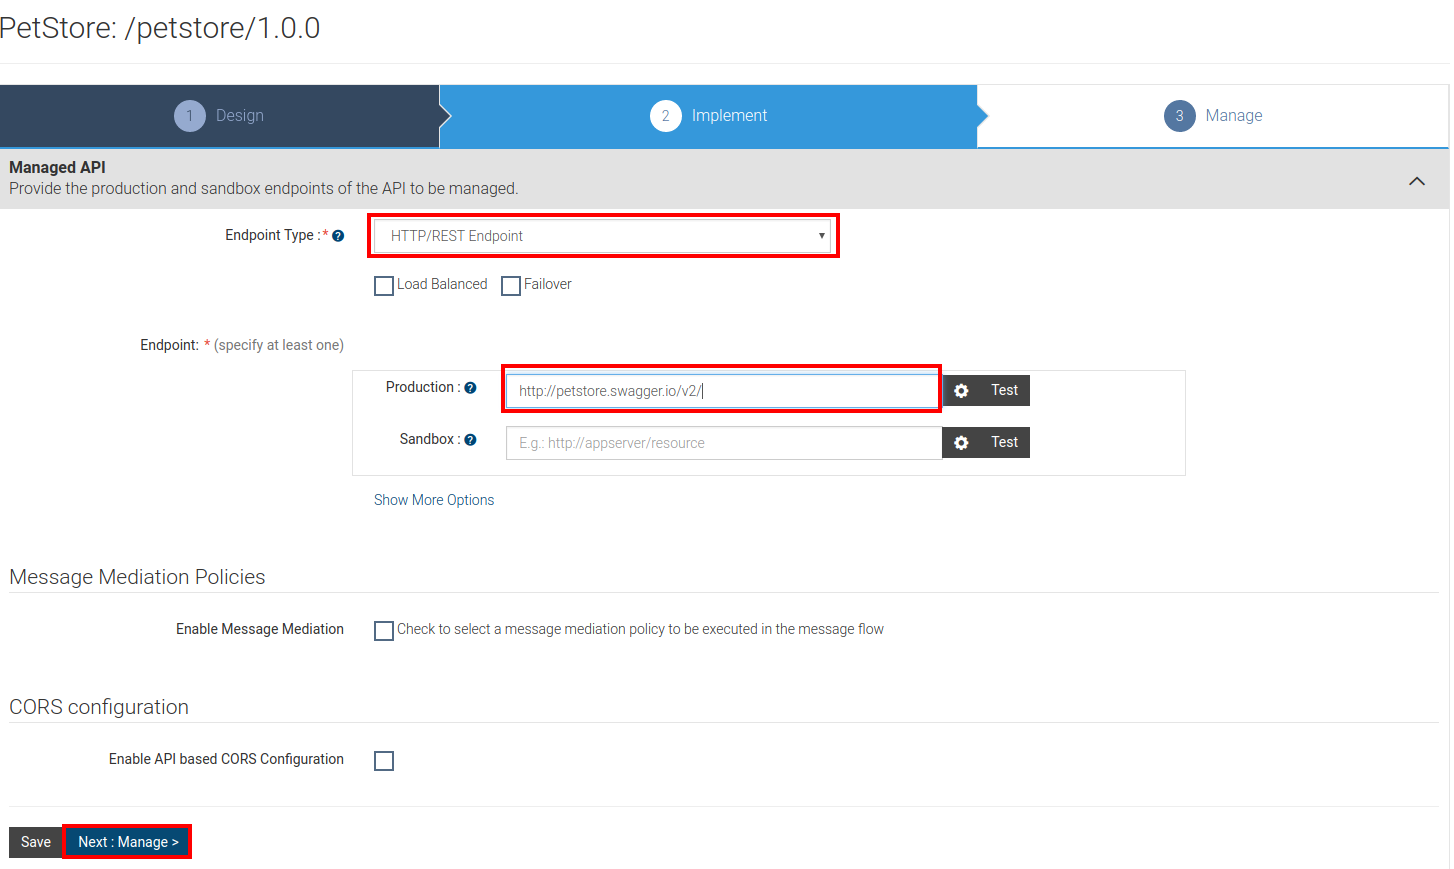 PetStore: /petstore/1.0.0
1 Design 2 Implement 3 Manage
Managed API
Provide the production and sandbox endpoints of the API to be managed.
Endpoint Type :* ? HTTP/REST Endpoint
Load Balanced Failover
Endpoint: * (specify at least one)
Production : ? http://petstore.swagger.io/v2/ Test
Sandbox : ? E.g.: http://appserver/resource Test
Show More Options
Message Mediation Policies
Enable Message Mediation Check to select a message mediation policy to be executed in the message flow
CORS configuration
Enable API based CORS Configuration
Save Next : Manage >